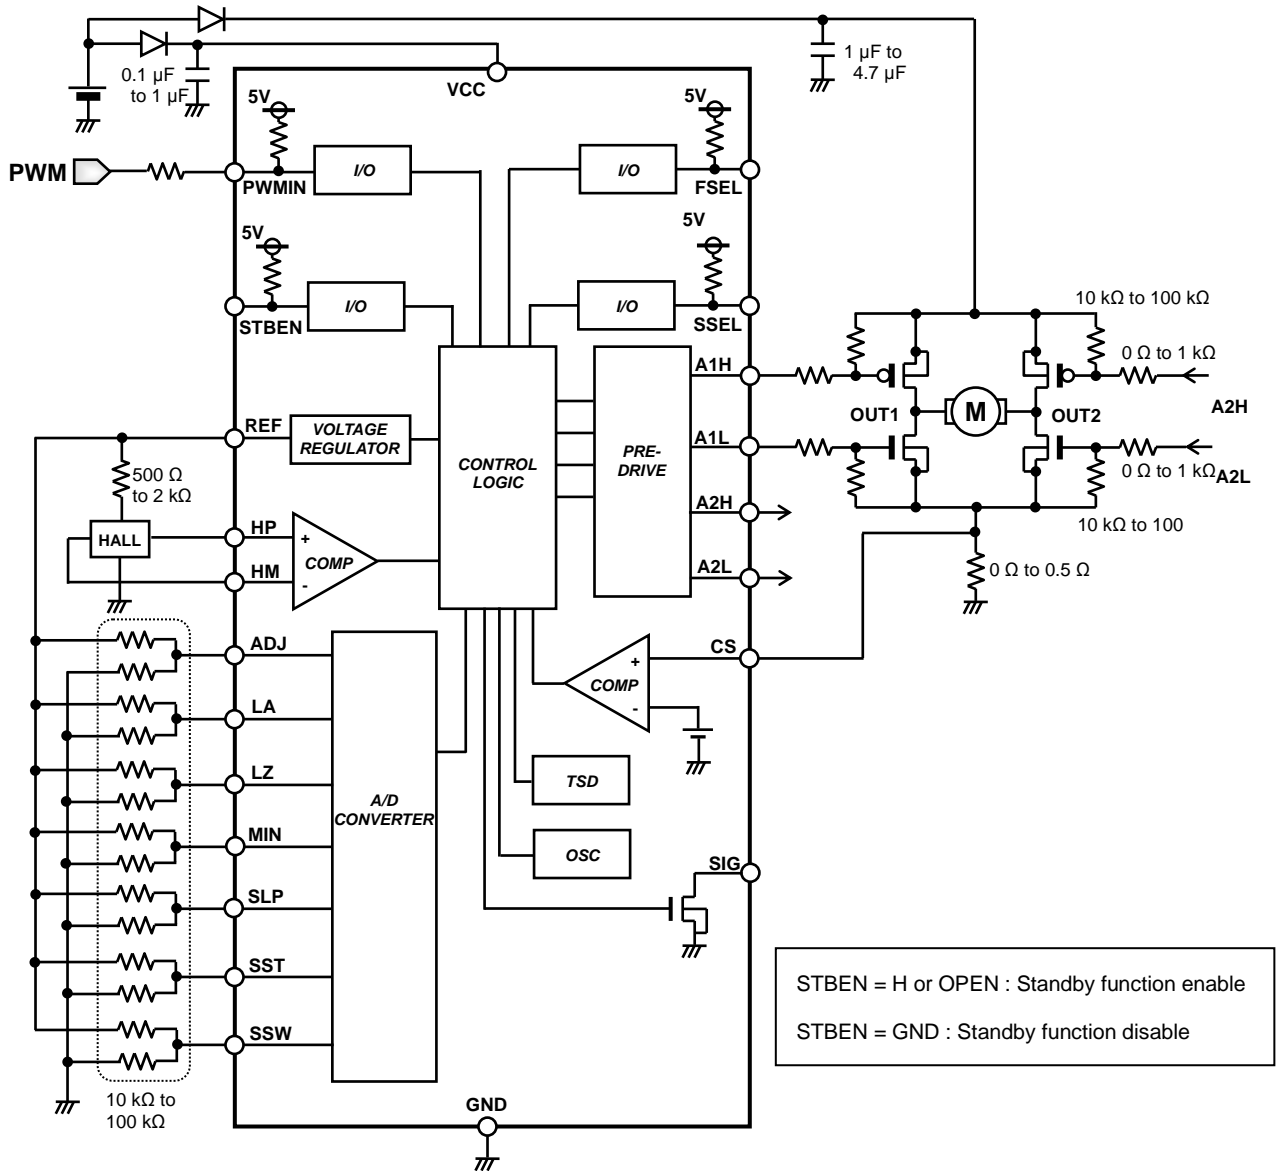 0.1 µF
to 1 µF
VCC
1 µF to
4.7 µF
5V
5V
PWM
PWMIN
I/O
I/O
FSEL
5V
5V
STBEN
I/O
I/O
SSEL
10 kΩ to 100 kΩ
A1H
0 Ω to 1 kΩ
OUT1
M
OUT2
A2H
REF
VOLTAGE
REGULATOR
CONTROL
LOGIC
PRE-
DRIVE
A1L
0 Ω to 1 kΩ
A2L
500 Ω
to 2 kΩ
A2H
10 kΩ to 100
HALL
HP
+
COMP
HM
-
A2L
0 Ω to 0.5 Ω
ADJ
CS
+
COMP
-
LA
LZ
A/D
CONVERTER
TSD
MIN
OSC
SIG
SLP
SST
SSW
STBEN = H or OPEN : Standby function enable
STBEN = GND : Standby function disable
10 kΩ to
100 kΩ
GND